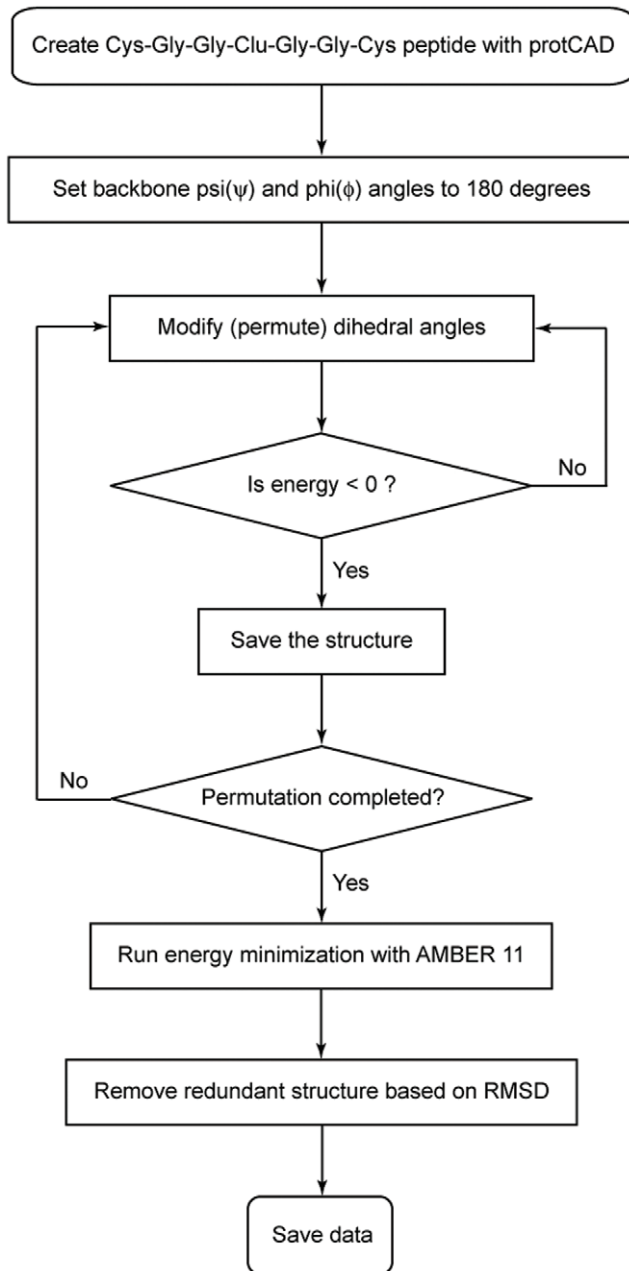 Create Cys-Gly-Gly-Clu-Gly-Gly-Cys peptide with protCAD
Set backbone psi(ψ) and phi(ϕ) angles to 180 degrees
Modify (permute) dihedral angles
Is energy < 0 ?
No
Yes
Save the structure
No
Permutation completed?
Yes
Run energy minimization with AMBER 11
Remove redundant structure based on RMSD
Save data